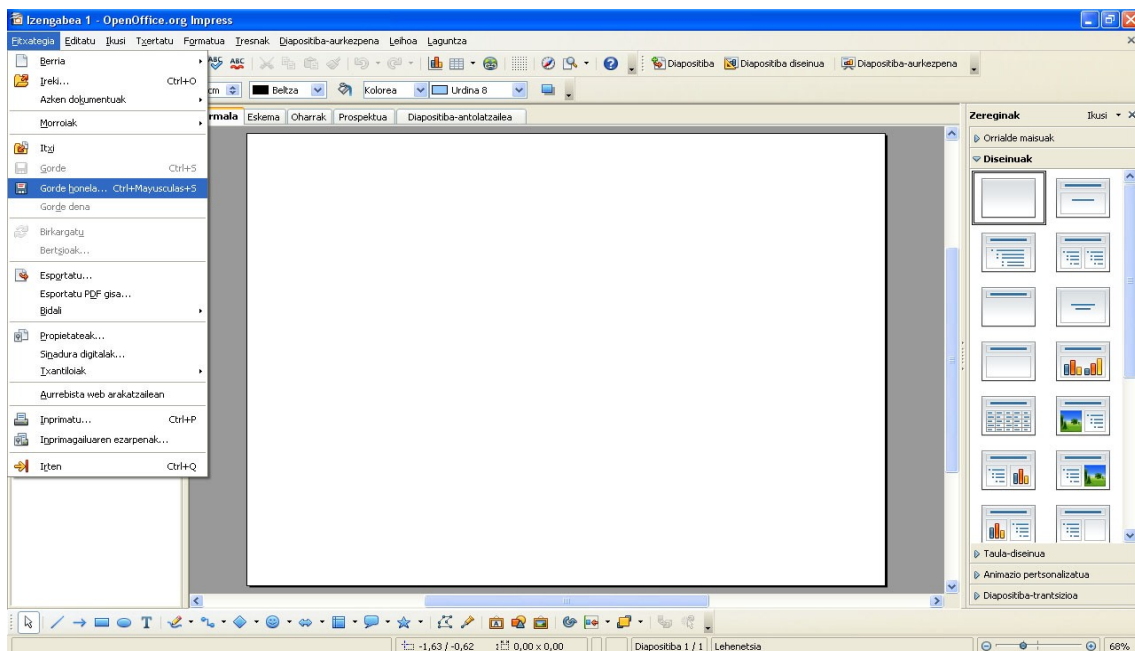 Izengabea 1 - OpenOffice.org Impress
Fitxategia Editatu Ikusi Txertatu Formatua Tresnak Diapositiba-aurkezpena Leihoa Laguntza
Diapositiba Diapositiba diseinua Diapositiba-aurkezpena
cm Beltza Kolorea Urdina 8
Berria
Ireki... Ctrl+O
Azken dokumentuak
Morroiak
Itxi
Gorde Ctrl+S
Gorde honela... Ctrl+Mayusculas+S
Gorde dena
Birkargatu
Bertsioak...
Esportatu...
Esportatu PDF gisa...
Bidali
Propietateak...
Sinadura digitalak...
Txantiloiak
Aurrebista web arakatzailean
Inprimatu... Ctrl+P
Inprimagailuaren ezarpenak...
Irten Ctrl+Q
rmala Eskema Oharrak Prospektua Diapositiba-antolatzailea
Zereginak Ikusi
Orrialde maisuak
Diseinuak
Taula-diseinua
Animazio pertsonalizatua
Diapositiba-trantsizioa
-1,63 / -0,62 0,00 x 0,00 Diapositiba 1 / 1 Lehenetsia 68%